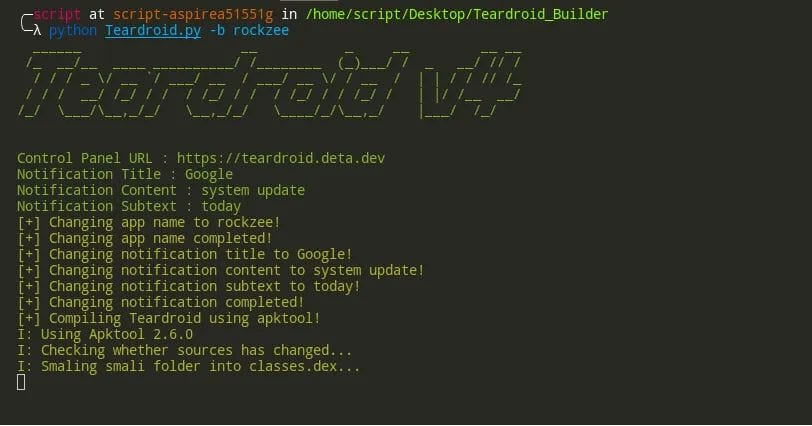 script at script-aspirea51551g in /home/script/Desktop/Teardroid_Builder
λ python Teardroid.py -b rockzee
Teardroid v4
Control Panel URL : https://teardroid.deta.dev
Notification Title : Google
Notification Content : system update
Notification Subtext : today
[+] Changing app name to rockzee!
[+] Changing app name completed!
[+] Changing notification title to Google!
[+] Changing notification content to system update!
[+] Changing notification subtext to today!
[+] Changing notification completed!
[+] Compiling Teardroid using apktool!
I: Using Apktool 2.6.0
I: Checking whether sources has changed...
I: Smaling smali folder into classes.dex...